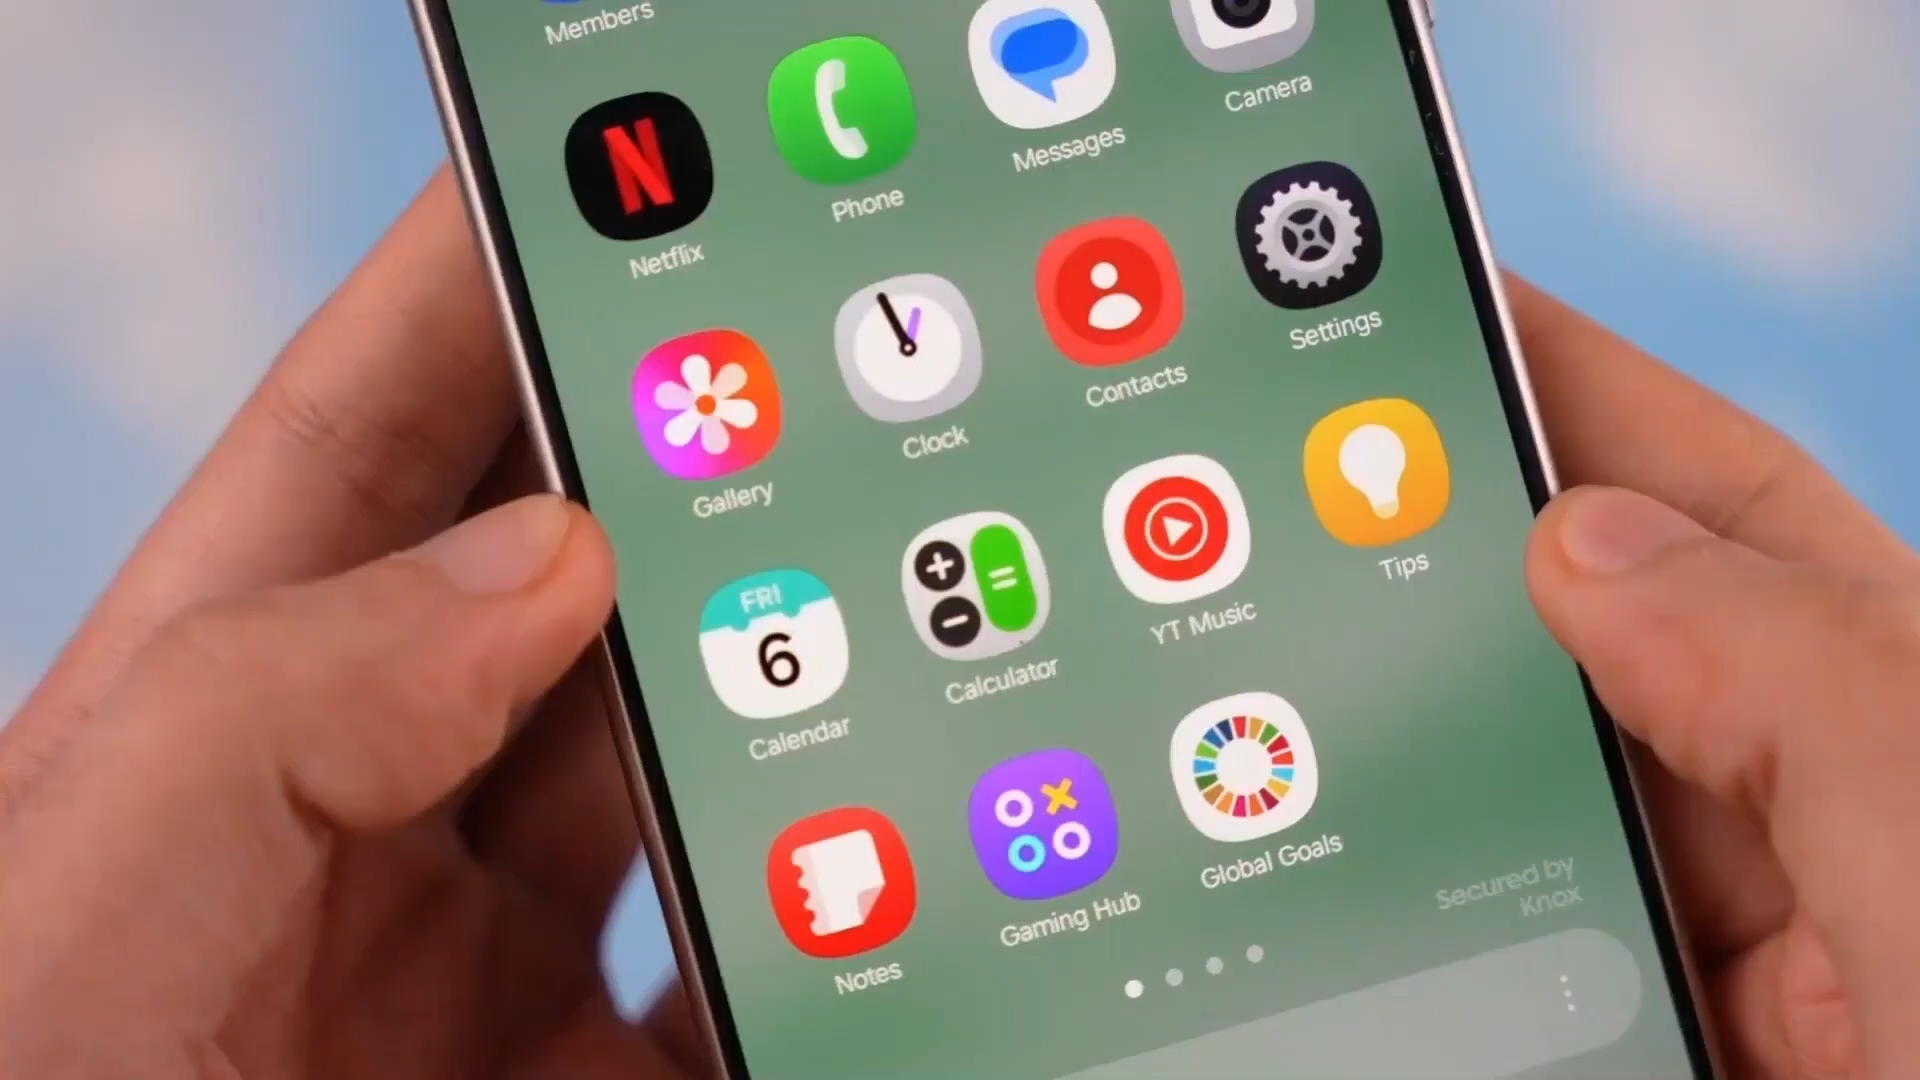 Members
N
Netflix
Phone
Messages
Camera
Gallery
Clock
Contacts
Settings
FRI
6
Calendar
Calculator
YT Music
Tips
Notes
Gaming Hub
Global Goals
Secured by
Knox